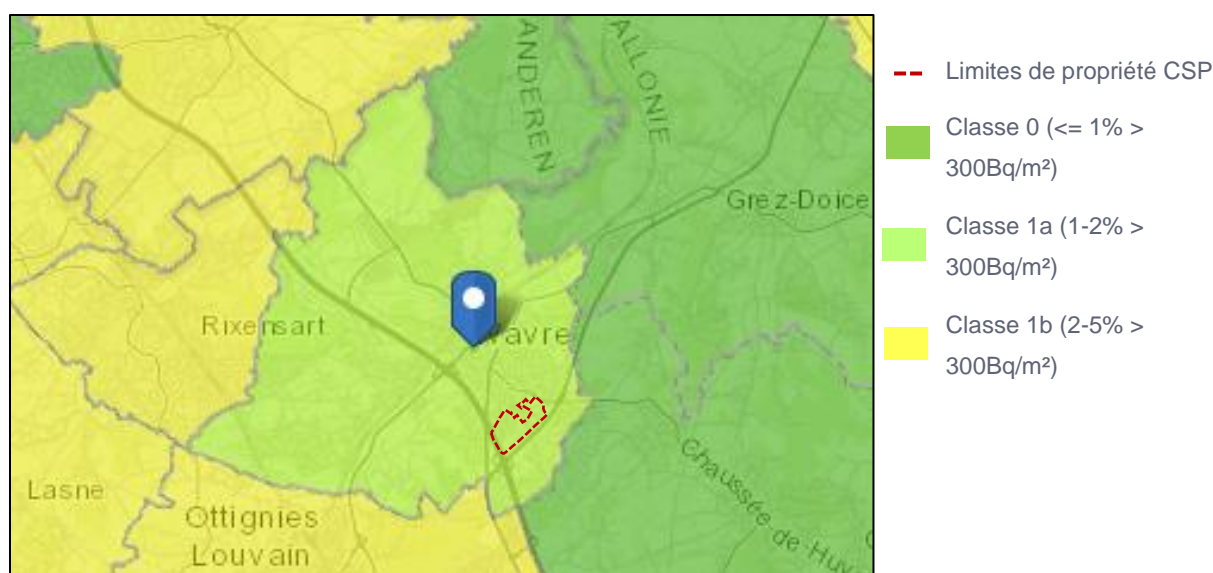 ANDEREN
ALLONIE
Grez-Doice
Rixensart
Wavre
Lasne
Ottignies
Louvain
Chaussée-de-Huy
Limites de propriété CSP
Classe 0 (<= 1% >
300Bq/m²)
Classe 1a (1-2% >
300Bq/m²)
Classe 1b (2-5% >
300Bq/m²)